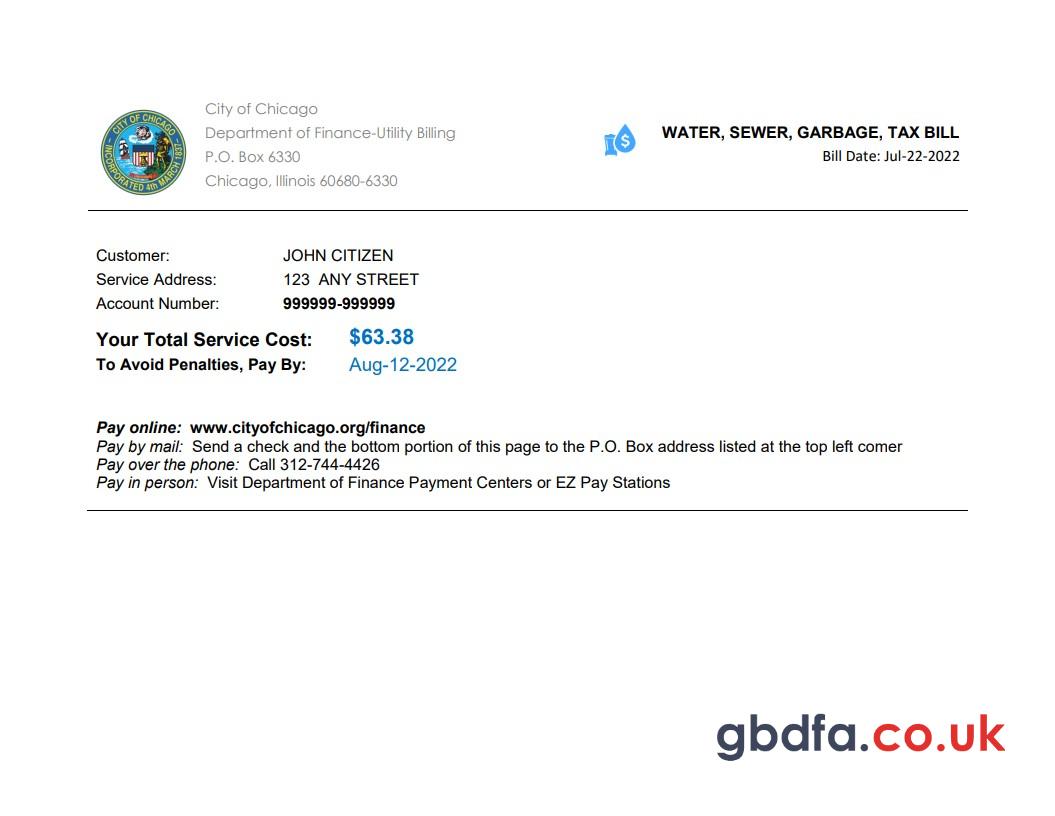 City of Chicago
Department of Finance-Utility Billing
P.O. Box 6330
Chicago, Illinois 60680-6330
CITY OF CHICAGO
INCORPORATED 4th MARCH 1837
$
WATER, SEWER, GARBAGE, TAX BILL
Bill Date: Jul-22-2022
Customer: JOHN CITIZEN
Service Address: 123 ANY STREET
Account Number: 999999-999999
Your Total Service Cost: $63.38
To Avoid Penalties, Pay By: Aug-12-2022
Pay online: www.cityofchicago.org/finance
Pay by mail: Send a check and the bottom portion of this page to the P.O. Box address listed at the top left comer
Pay over the phone: Call 312-744-4426
Pay in person: Visit Department of Finance Payment Centers or EZ Pay Stations
gbdfa.co.uk